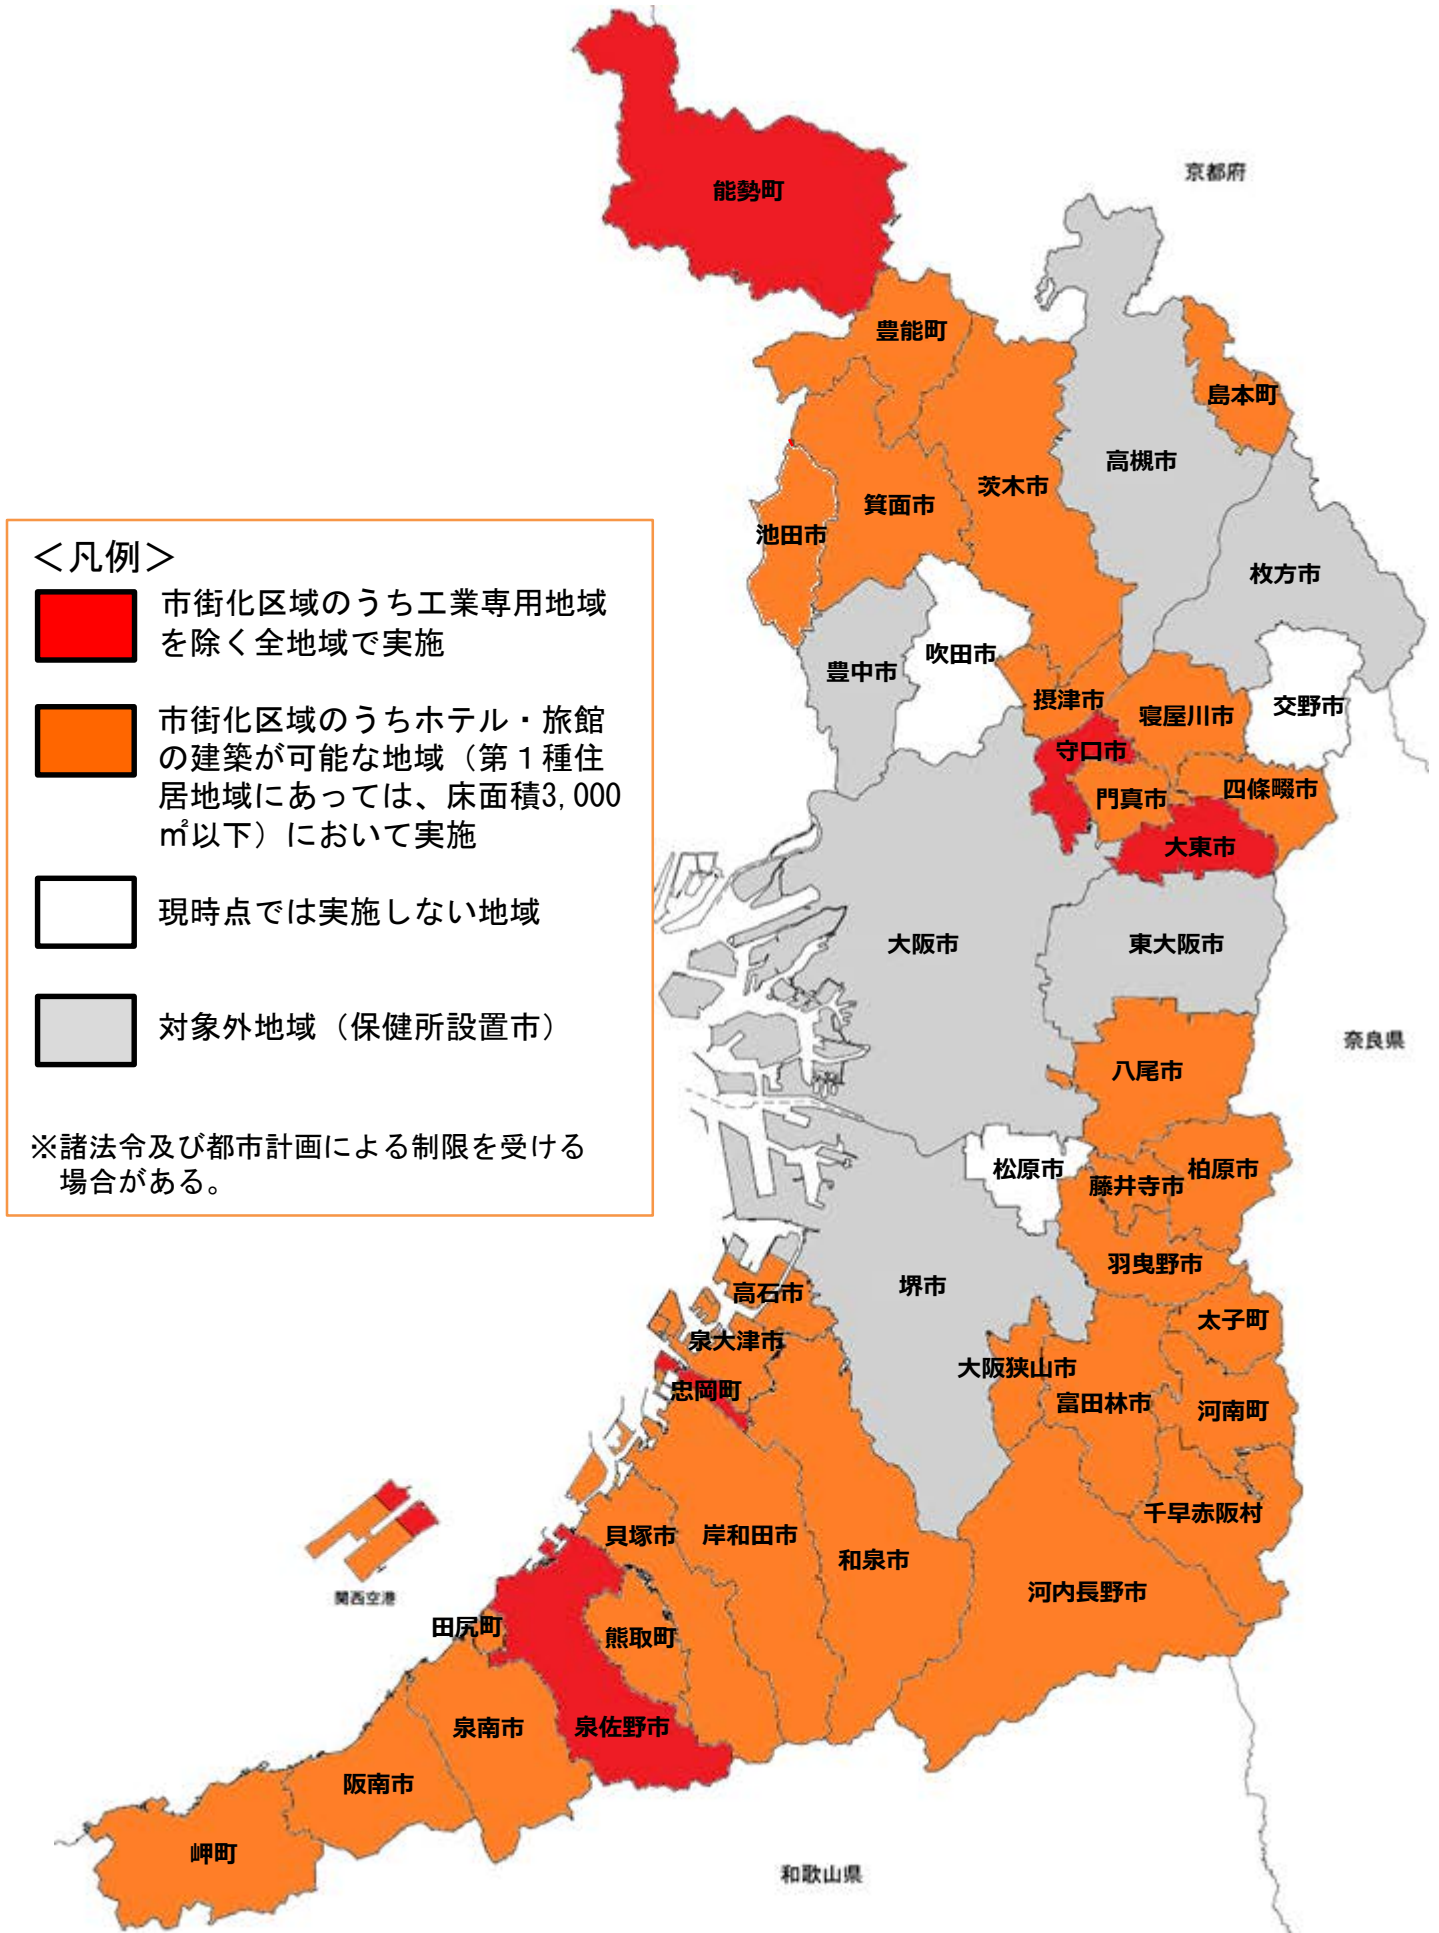 京都府
能勢町
豊能町
島本町
高槻市
茨木市
箕面市
池田市
枚方市
吹田市
豊中市
交野市
摂津市
寝屋川市
守口市
門真市
四條畷市
大東市
大阪市
東大阪市
奈良県
八尾市
松原市
柏原市
藤井寺市
羽曳野市
堺市
高石市
太子町
泉大津市
大阪狭山市
忠岡町
富田林市
河南町
千早赤阪村
貝塚市
岸和田市
和泉市
河内長野市
関西空港
田尻町
熊取町
泉南市
泉佐野市
阪南市
岬町
和歌山県
＜凡例＞
市街化区域のうち工業専用地域
を除く全地域で実施
市街化区域のうちホテル・旅館
の建築が可能な地域（第１種住
居地域にあっては、床面積3,000
㎡以下）において実施
現時点では実施しない地域
対象外地域（保健所設置市）
※諸法令及び都市計画による制限を受ける
場合がある。